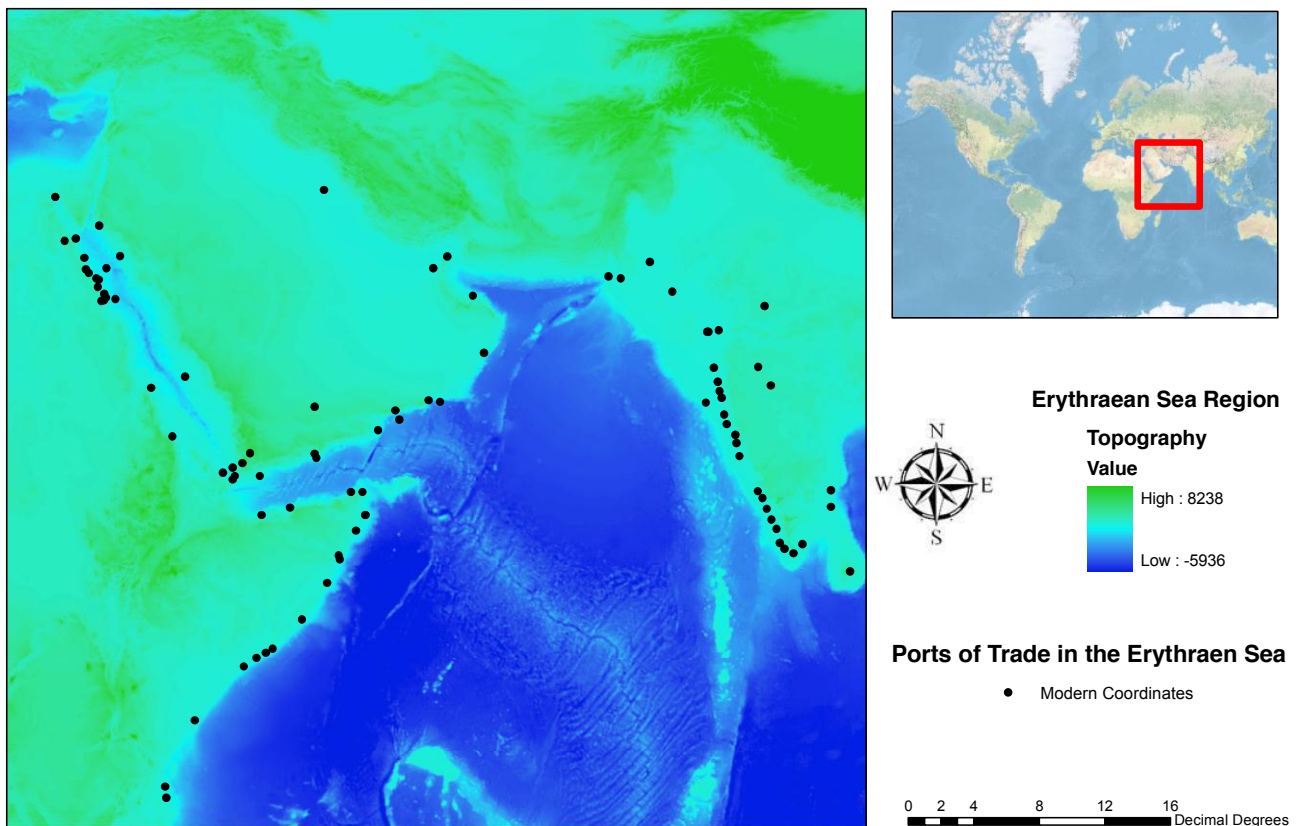 Erythraean Sea Region
Topography
Value
High : 8238
Low : -5936
N
W E
S
Ports of Trade in the Erythraen Sea
Modern Coordinates
0 2 4 8 12 16
Decimal Degrees